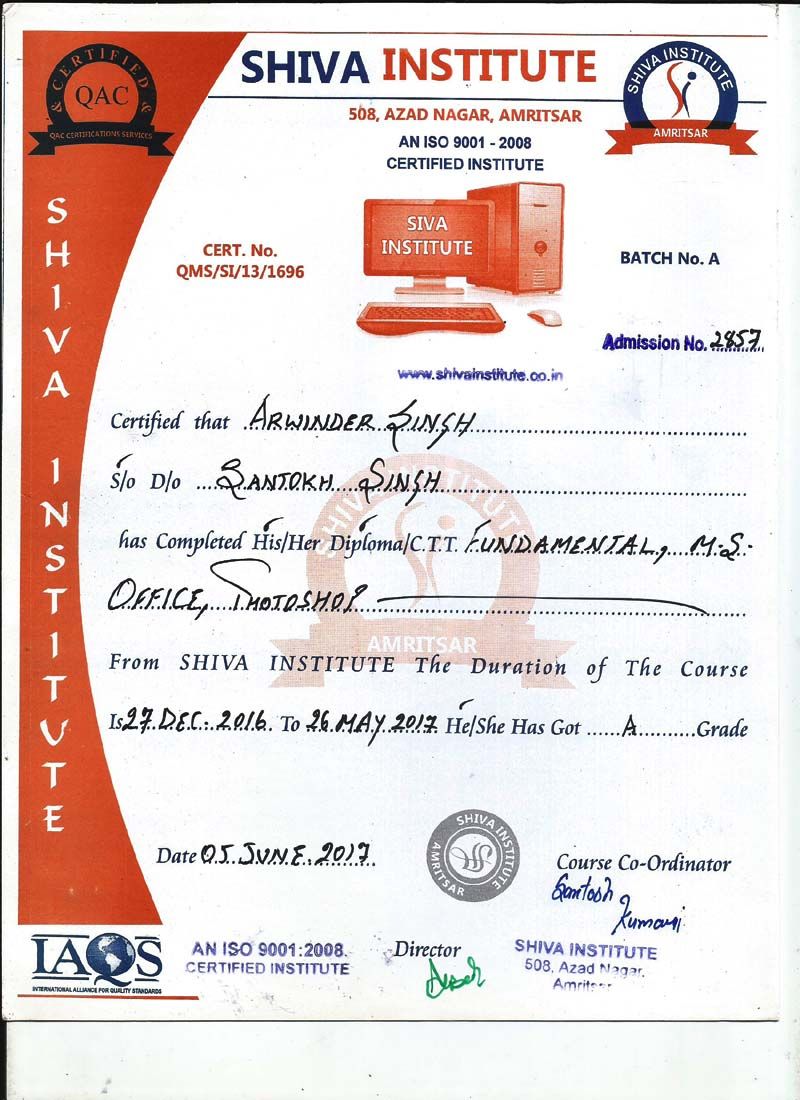 SHIVA INSTITUTE
508, AZAD NAGAR, AMRITSAR
AN ISO 9001 - 2008
CERTIFIED INSTITUTE
CERTIFIED & &
QAC
QAC CERTIFICATIONS SERVICES
SHIVA INSTITUTE
AMRITSAR
SHIVA INSTITUTE
SIVA
INSTITUTE
CERT. No.
QMS/SI/13/1696
BATCH No. A
Admission No. 2857
www.shivainstitute.co.in
Certified that ARWINDER SINGH
S/o D/o SANTOKH SINGH
has Completed His/Her Diploma/C.T.T. FUNDAMENTAL, M.S.
OFFICE, PHOTOSHOP
SHIVA INSTITUTE
AMRITSAR
From SHIVA INSTITUTE The Duration of The Course
Is 27 DEC. 2016 To 26 MAY 2017 He/She Has Got A Grade
Date 05 JUNE. 2017
SHIVA INSTITUTE
AMRITSAR
Course Co-Ordinator
Santosh
Kumari
IAQS
INTERNATIONAL ALLIANCE FOR QUALITY STANDARDS
AN ISO 9001:2008.
CERTIFIED INSTITUTE
Director
SHIVA INSTITUTE
508, Azad Nagar,